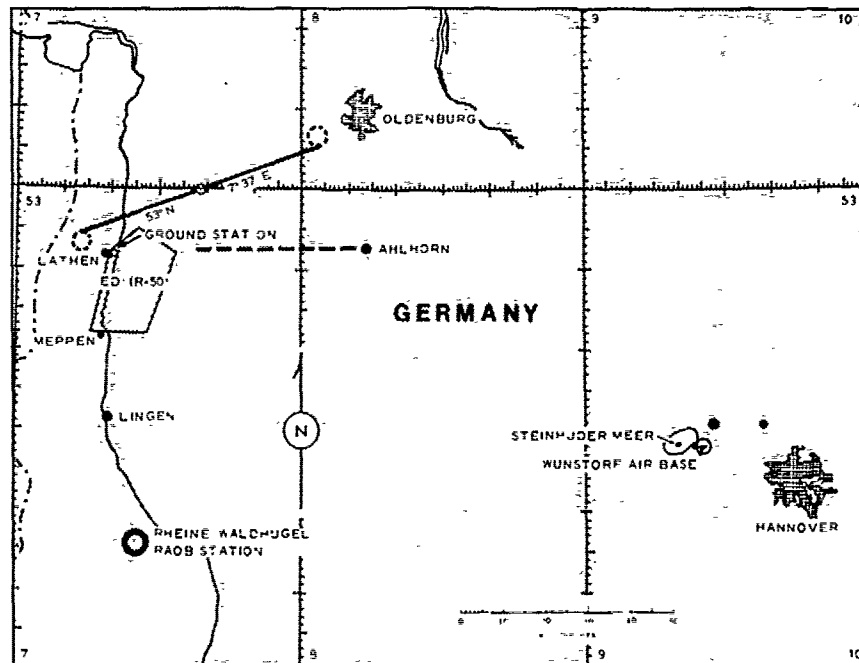 7
8
9
10
OLDENBURG
7° 37' E
53° N
53
53
GROUND STATION
LATHEN
AHLHORN
GERMANY
MEPPEN
LINGEN
N
STEINHUDER MEER
WUNSTORF AIR BASE
HANNOVER
RHEINE WALDHUGEL
RAOB STATION
7
9
10